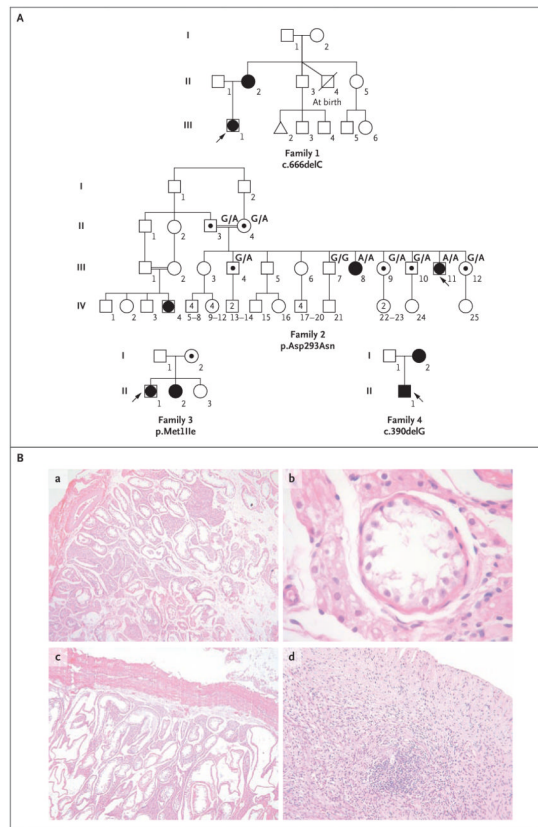 A
I
1 2
II
1 2 3 4 5
At birth
III
1 2 3 4 5 6
Family 1
c.666delC
I
1 2
G/A G/A
II
1 2 3 4
G/A G/G A/A G/A G/A A/A G/A
III
1 2 3 4 5 6 7 8 9 10 11 12
IV
4 4 2 4 2
1 2 3 4 5–8 9–12 13–14 15 16 17–20 21 22–23 24 25
Family 2
p.Asp293Asn
I
1 2
I
1 2
II
1 2 3
II
1
Family 3
p.Met1Ile
Family 4
c.390delG
B
a
b
c
d